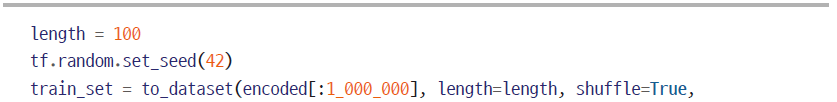 length = 100
tf.random.set_seed(42)
train_set = to_dataset(encoded[:1_000_000], length=length, shuffle=True,